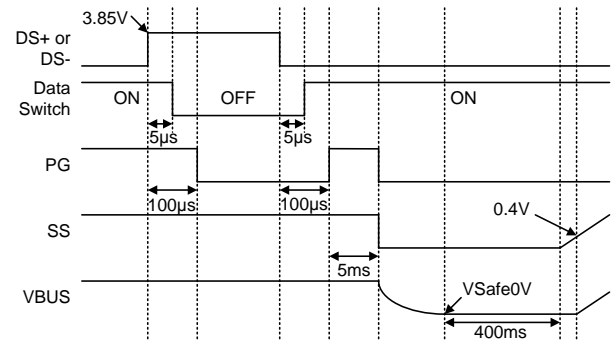 3.85V
DS+ or
DS-
Data
Switch
ON
OFF
ON
5µs
5µs
PG
100µs
100µs
0.4V
SS
5ms
VBUS
VSafe0V
400ms